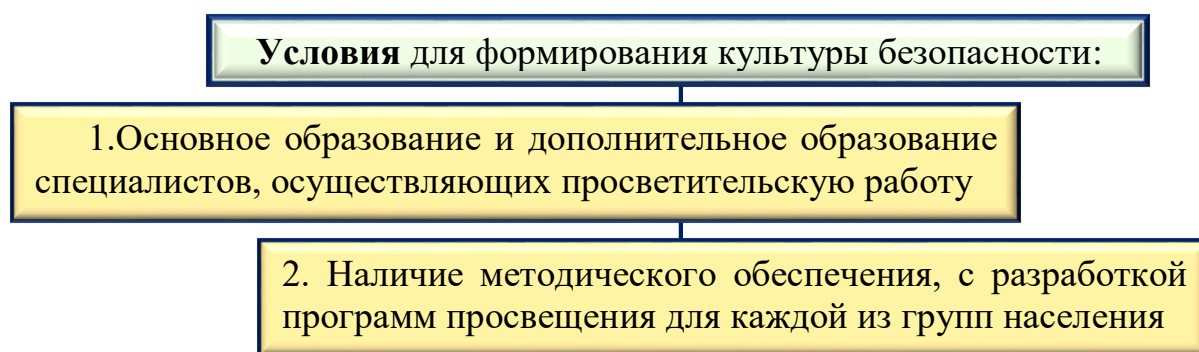 Условия для формирования культуры безопасности:
1.Основное образование и дополнительное образование
специалистов, осуществляющих просветительскую работу
2. Наличие методического обеспечения, с разработкой
программ просвещения для каждой из групп населения